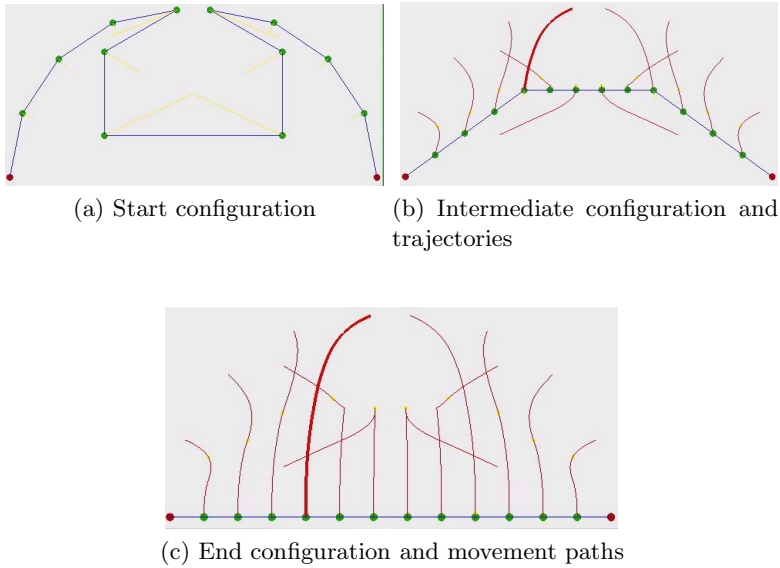 (a) Start configuration
(b) Intermediate configuration and
trajectories
(c) End configuration and movement paths